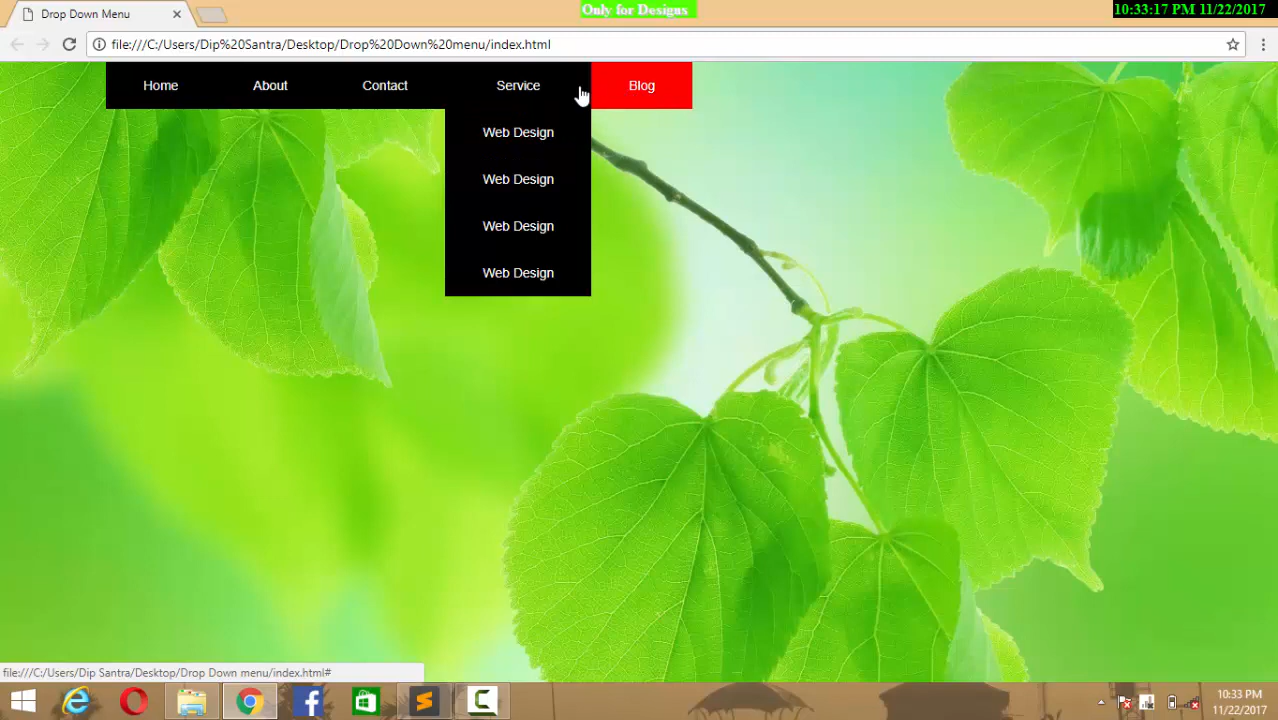 Drop Down Menu
Only for Designs
10:33:17 PM 11/22/2017
file:///C:/Users/Dip%20Santra/Desktop/Drop%20Down%20menu/index.html
Home About Contact Service Blog
Web Design
Web Design
Web Design
Web Design
file:///C:/Users/Dip Santra/Desktop/Drop Down menu/index.html#
10:33 PM
11/22/2017